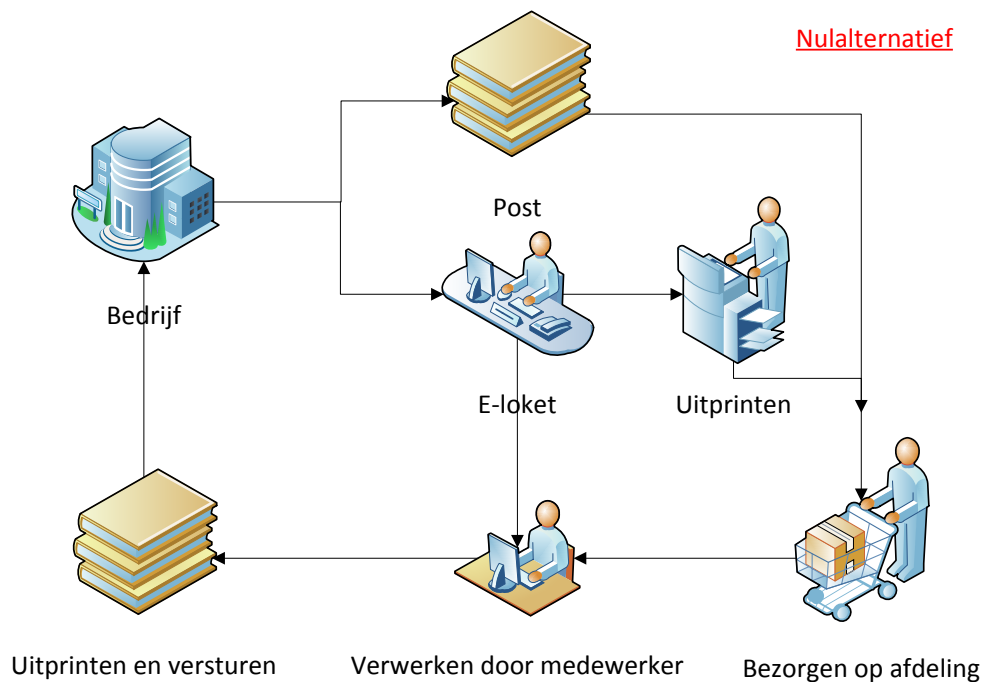 Nulalternatief
Post
Bedrijf
E-loket
Uitprinten
Uitprinten en versturen
Verwerken door medewerker
Bezorgen op afdeling